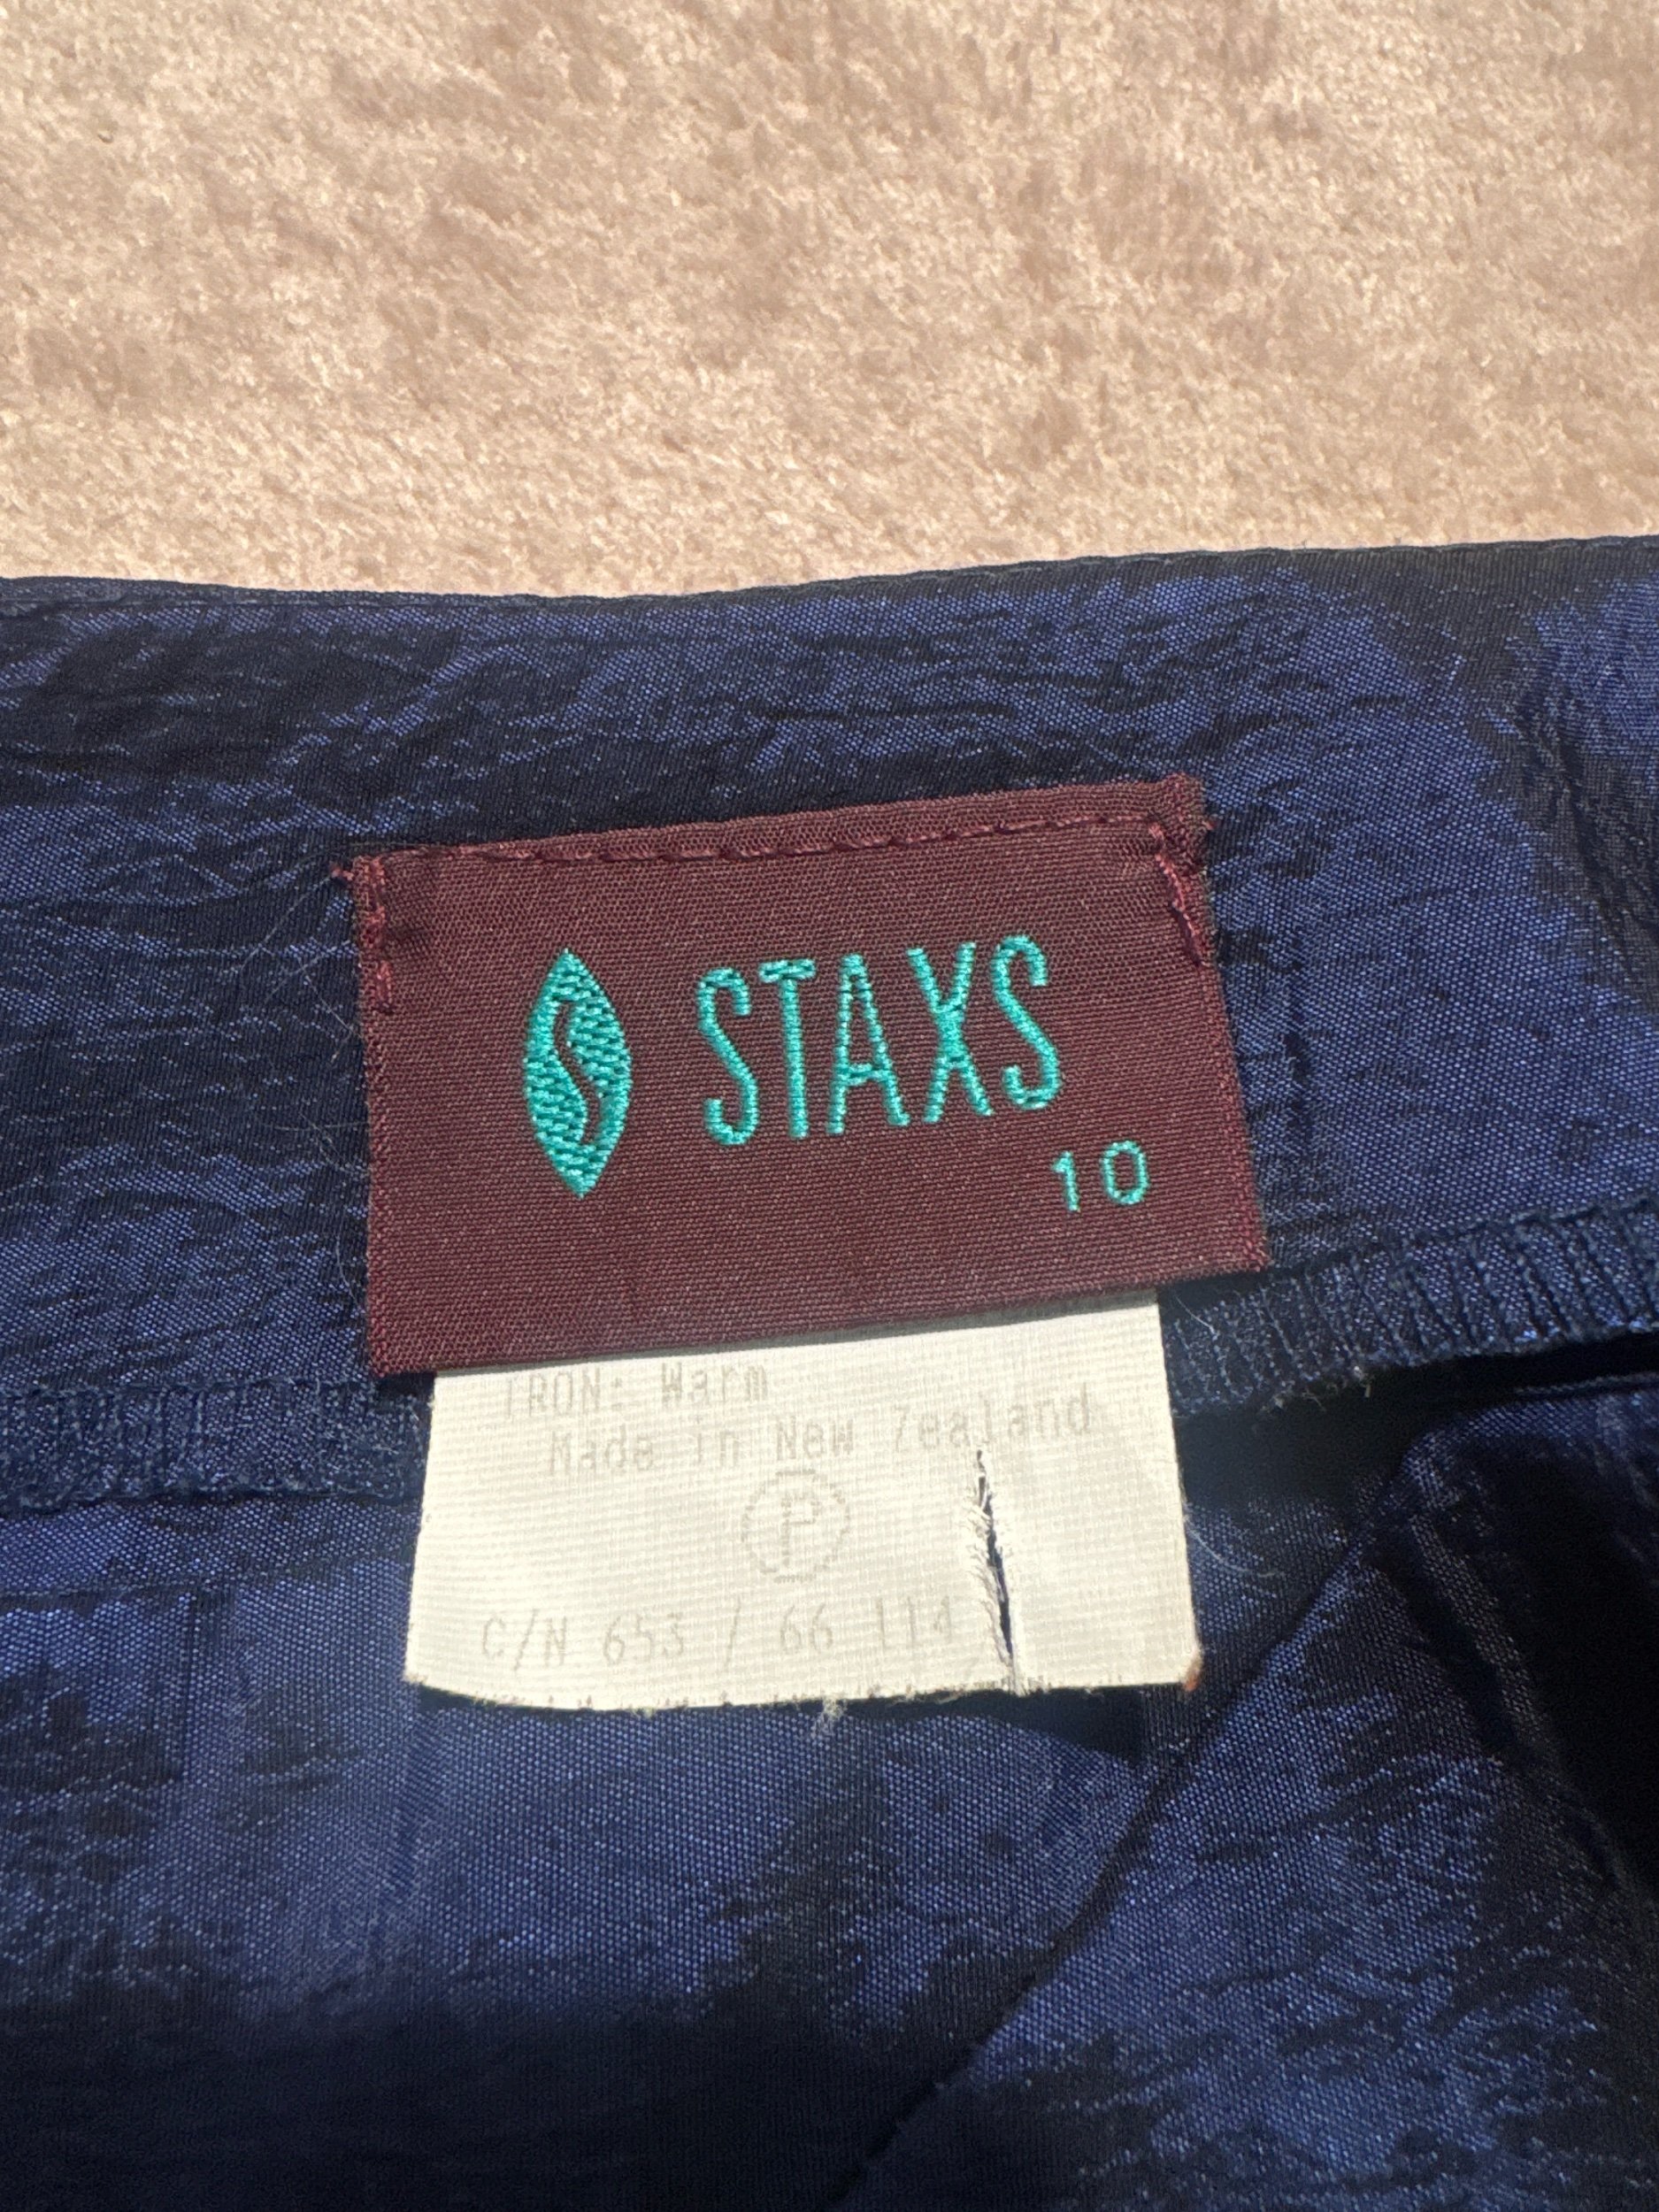 STAXS
10
IRON: Warm
Made in New Zealand
P
C/N 653 / 66 114